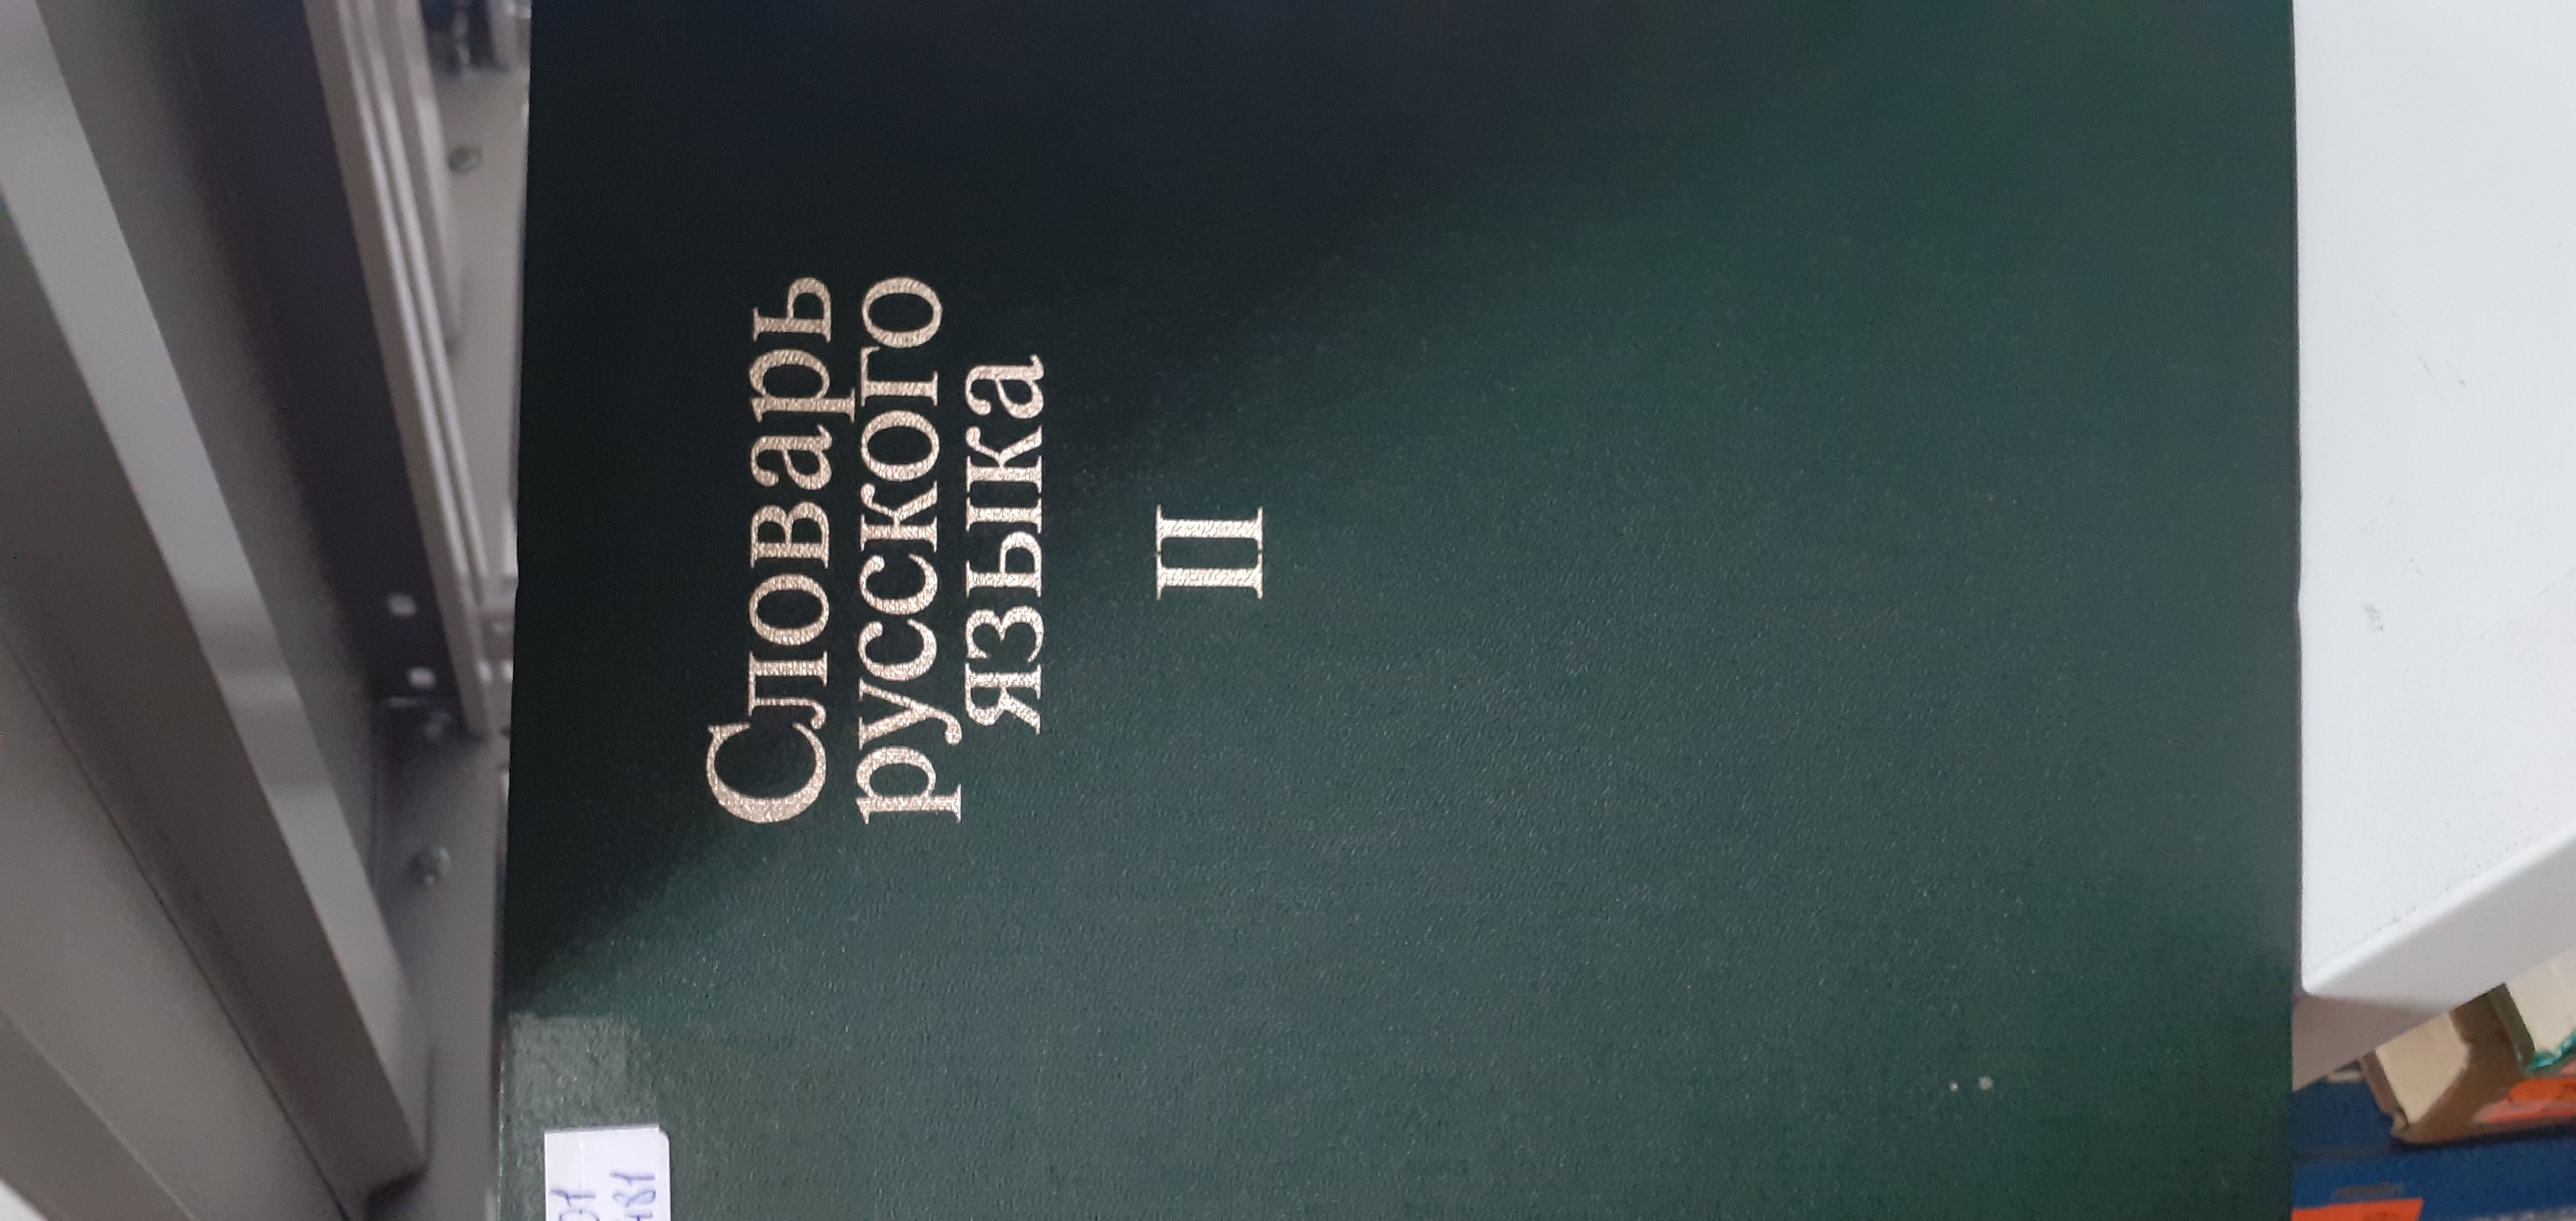 Словарь
русского
языка
II